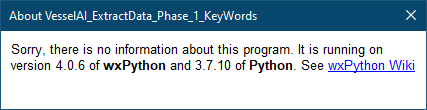 About VesselAI_ExtractData_Phase_1_KeyWords
Sorry, there is no information about this program. It is running on
version 4.0.6 of wxPython and 3.7.10 of Python. See wxPython Wiki